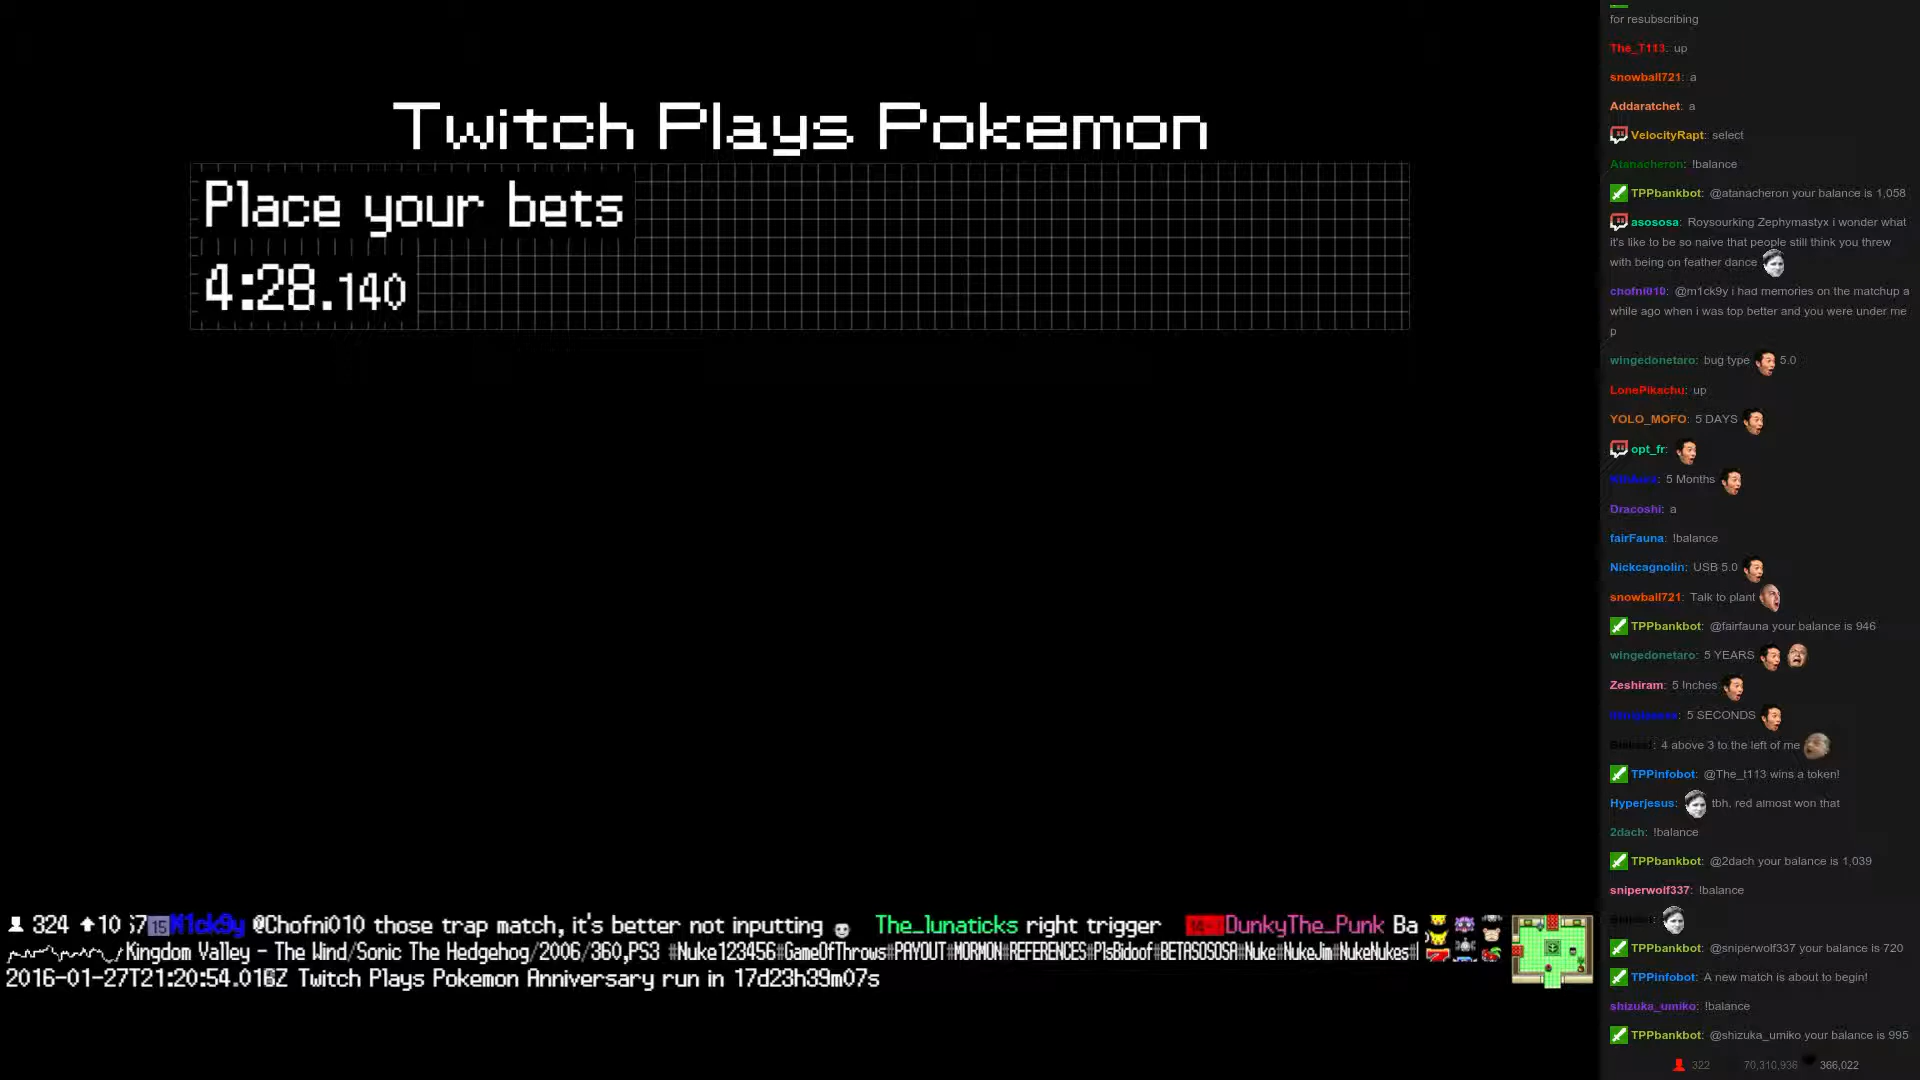 Twitch Plays Pokemon
Place your bets
4:28.140
324 10 15 M1ck9y @Chofni010 those trap match, it's better not inputting The_lunaticks right trigger DunkyThe_Punk Ba
Kingdom Valley - The Wind/Sonic The Hedgehog/2006/360,PS3 #Nuke123456#GameOfThrows#PAYOUT#MORMON#REFERENCES#PlsBidoof#BETASOSOSA#Nuke#NukeJim#NukeNukes#
Twitch Plays Pokemon Anniversary run in 17d23h39m07s
for resubscribing
The_T113: up
snowball721: a
Addaratchet: a
VelocityRapt: select
Atanacheron: !balance
TPPbankbot: @atanacheron your balance is 1,058
asososa: Roysourking Zephymastyx i wonder what
it's like to be so naive that people still think you threw
with being on feather dance
chofni010: @m1ck9y i had memories on the matchup a
while ago when i was top better and you were under me
p
wingedonetaro: bug type 5.0
LonePikachu: up
YOLO_MOFO: 5 DAYS
opt_fr:
5 Months
Dracoshi: a
fairFauna: !balance
Nickcagnolin: USB 5.0
snowball721: Talk to plant
TPPbankbot: @fairfauna your balance is 946
wingedonetaro: 5 YEARS
Zeshiram: 5 Inches
5 SECONDS
: 4 above 3 to the left of me
TPPinfobot: @The_t113 wins a token!
Hyperjesus: tbh, red almost won that
2dach: !balance
TPPbankbot: @2dach your balance is 1,039
sniperwolf337: !balance
TPPbankbot: @sniperwolf337 your balance is 720
TPPinfobot: A new match is about to begin!
shizuka_umiko: !balance
TPPbankbot: @shizuka_umiko your balance is 995
322 70,310,936 366,022